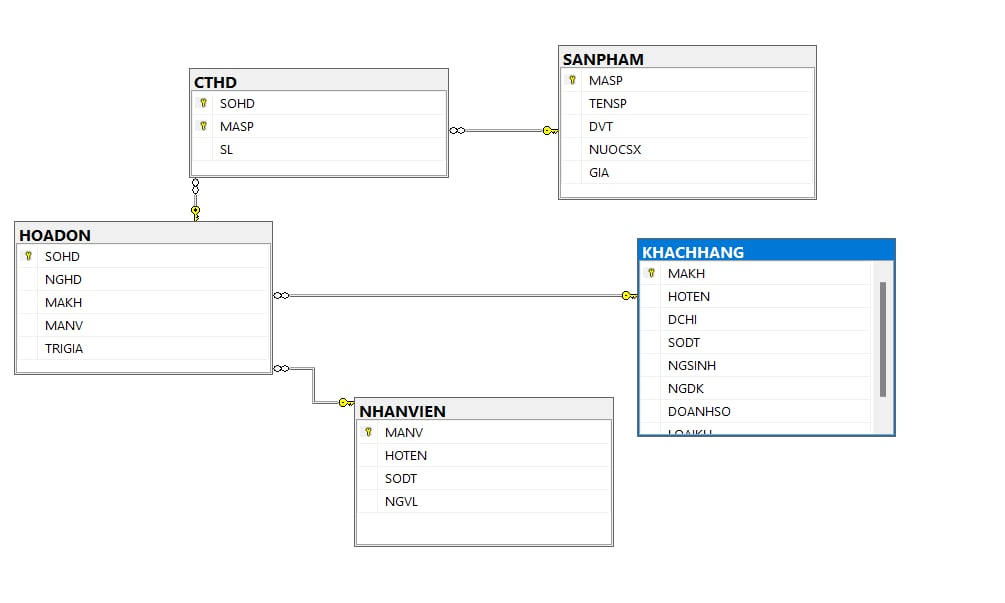 CTHD
SOHD
MASP
SL
SANPHAM
MASP
TENSP
DVT
NUOCSX
GIA
HOADON
SOHD
NGHD
MAKH
MANV
TRIGIA
KHACHHANG
MAKH
HOTEN
DCHI
SODT
NGSINH
NGDK
DOANHSO
LOAIKH
NHANVIEN
MANV
HOTEN
SODT
NGVL